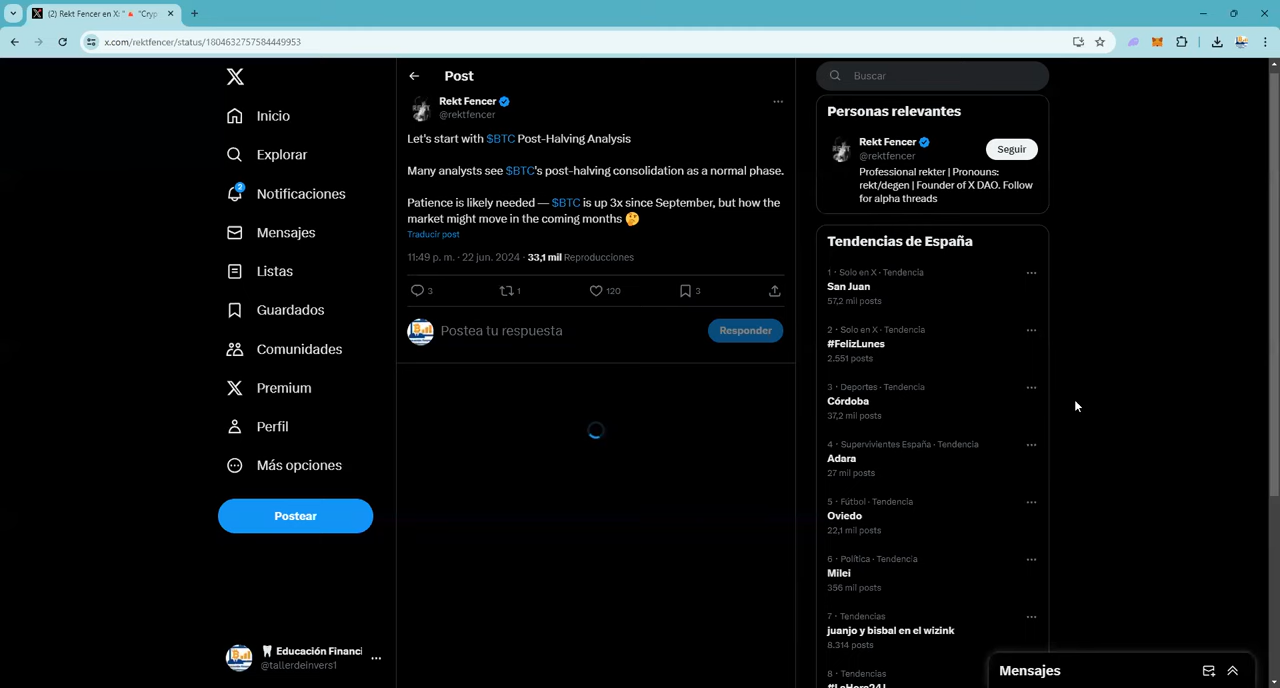 (2) Rekt Fencer en X: "🔺 "Cryp
x.com/rektfencer/status/1804632757584449953
Inicio
Explorar
2
Notificaciones
Mensajes
Listas
Guardados
Comunidades
Premium
Perfil
Más opciones
Postear
🦷 Educación Financi
@tallerdeinvers1
Post
Rekt Fencer
@rektfencer
Let's start with $BTC Post-Halving Analysis
Many analysts see $BTC's post-halving consolidation as a normal phase.
Patience is likely needed — $BTC is up 3x since September, but how the
market might move in the coming months 🤔
Traducir post
11:49 p. m. · 22 jun. 2024 · 33,1 mil Reproducciones
3 1 120 3
Postea tu respuesta
Responder
Buscar
Personas relevantes
Rekt Fencer
@rektfencer
Seguir
Professional rekter | Pronouns:
rekt/degen | Founder of X DAO. Follow
for alpha threads
Tendencias de España
1 · Solo en X · Tendencia
San Juan
57,2 mil posts
2 · Solo en X · Tendencia
#FelizLunes
2.551 posts
3 · Deportes · Tendencia
Córdoba
37,2 mil posts
4 · Supervivientes España · Tendencia
Adara
27 mil posts
5 · Fútbol · Tendencia
Oviedo
22,1 mil posts
6 · Política · Tendencia
Milei
356 mil posts
7 · Tendencias
juanjo y bisbal en el wizink
8.314 posts
8 · Tendencias
Mensajes